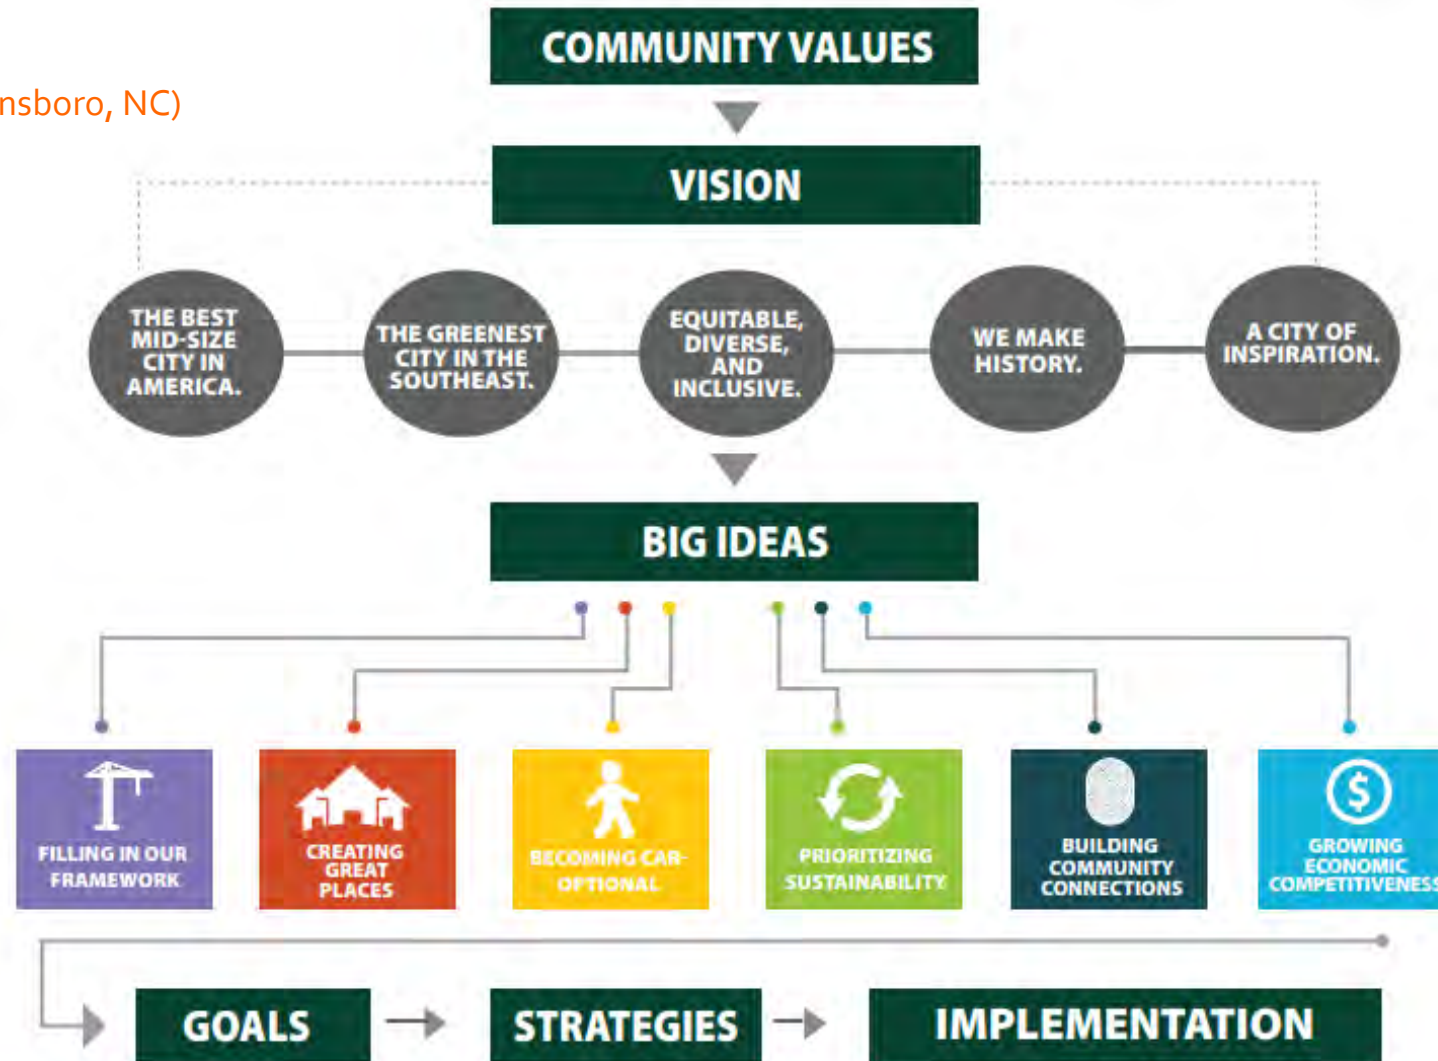 COMMUNITY VALUES
nsboro, NC)
VISION
THE BEST
MID-SIZE
CITY IN
AMERICA.
THE GREENEST
CITY IN THE
SOUTHEAST.
EQUITABLE,
DIVERSE,
AND
INCLUSIVE.
WE MAKE
HISTORY.
A CITY OF
INSPIRATION.
BIG IDEAS
FILLING IN OUR
FRAMEWORK
CREATING
GREAT
PLACES
BECOMING CAR-
OPTIONAL
PRIORITIZING
SUSTAINABILITY
BUILDING
COMMUNITY
CONNECTIONS
$
GROWING
ECONOMIC
COMPETITIVENESS
GOALS
STRATEGIES
IMPLEMENTATION